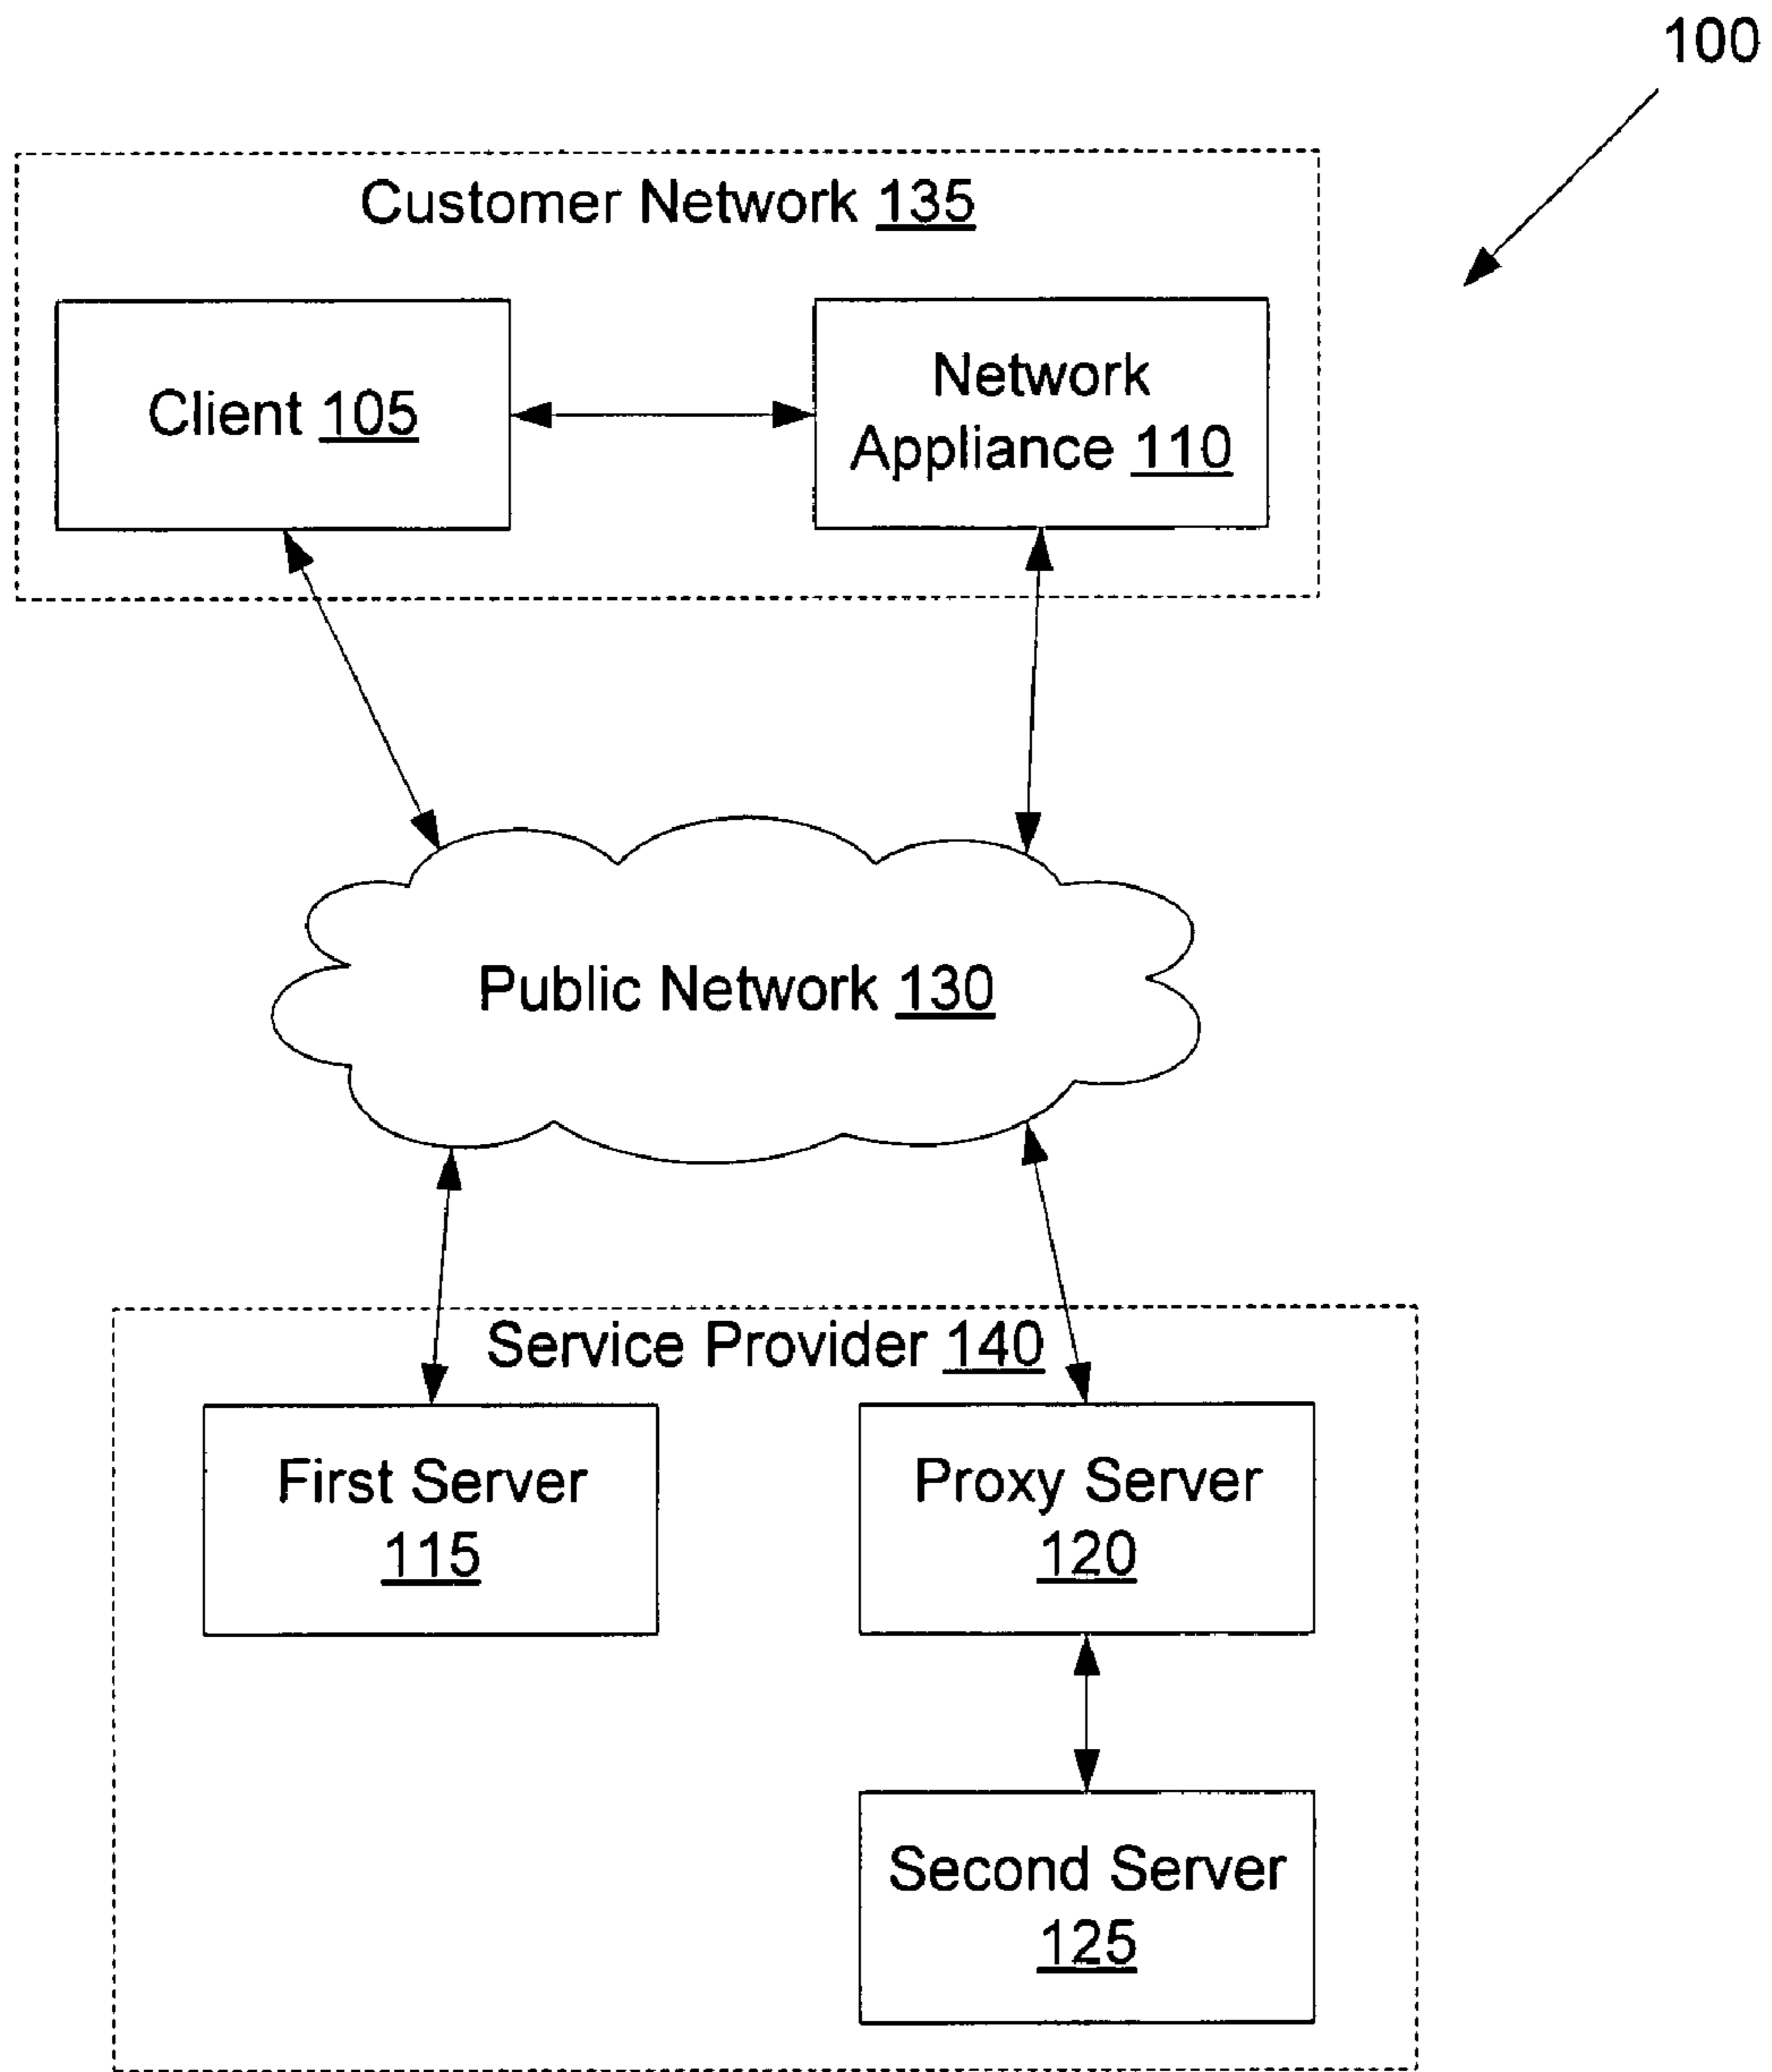 100
Customer Network 135
Client 105
Network
Appliance 110
Public Network 130
Service Provider 140
First Server
115
Proxy Server
120
Second Server
125